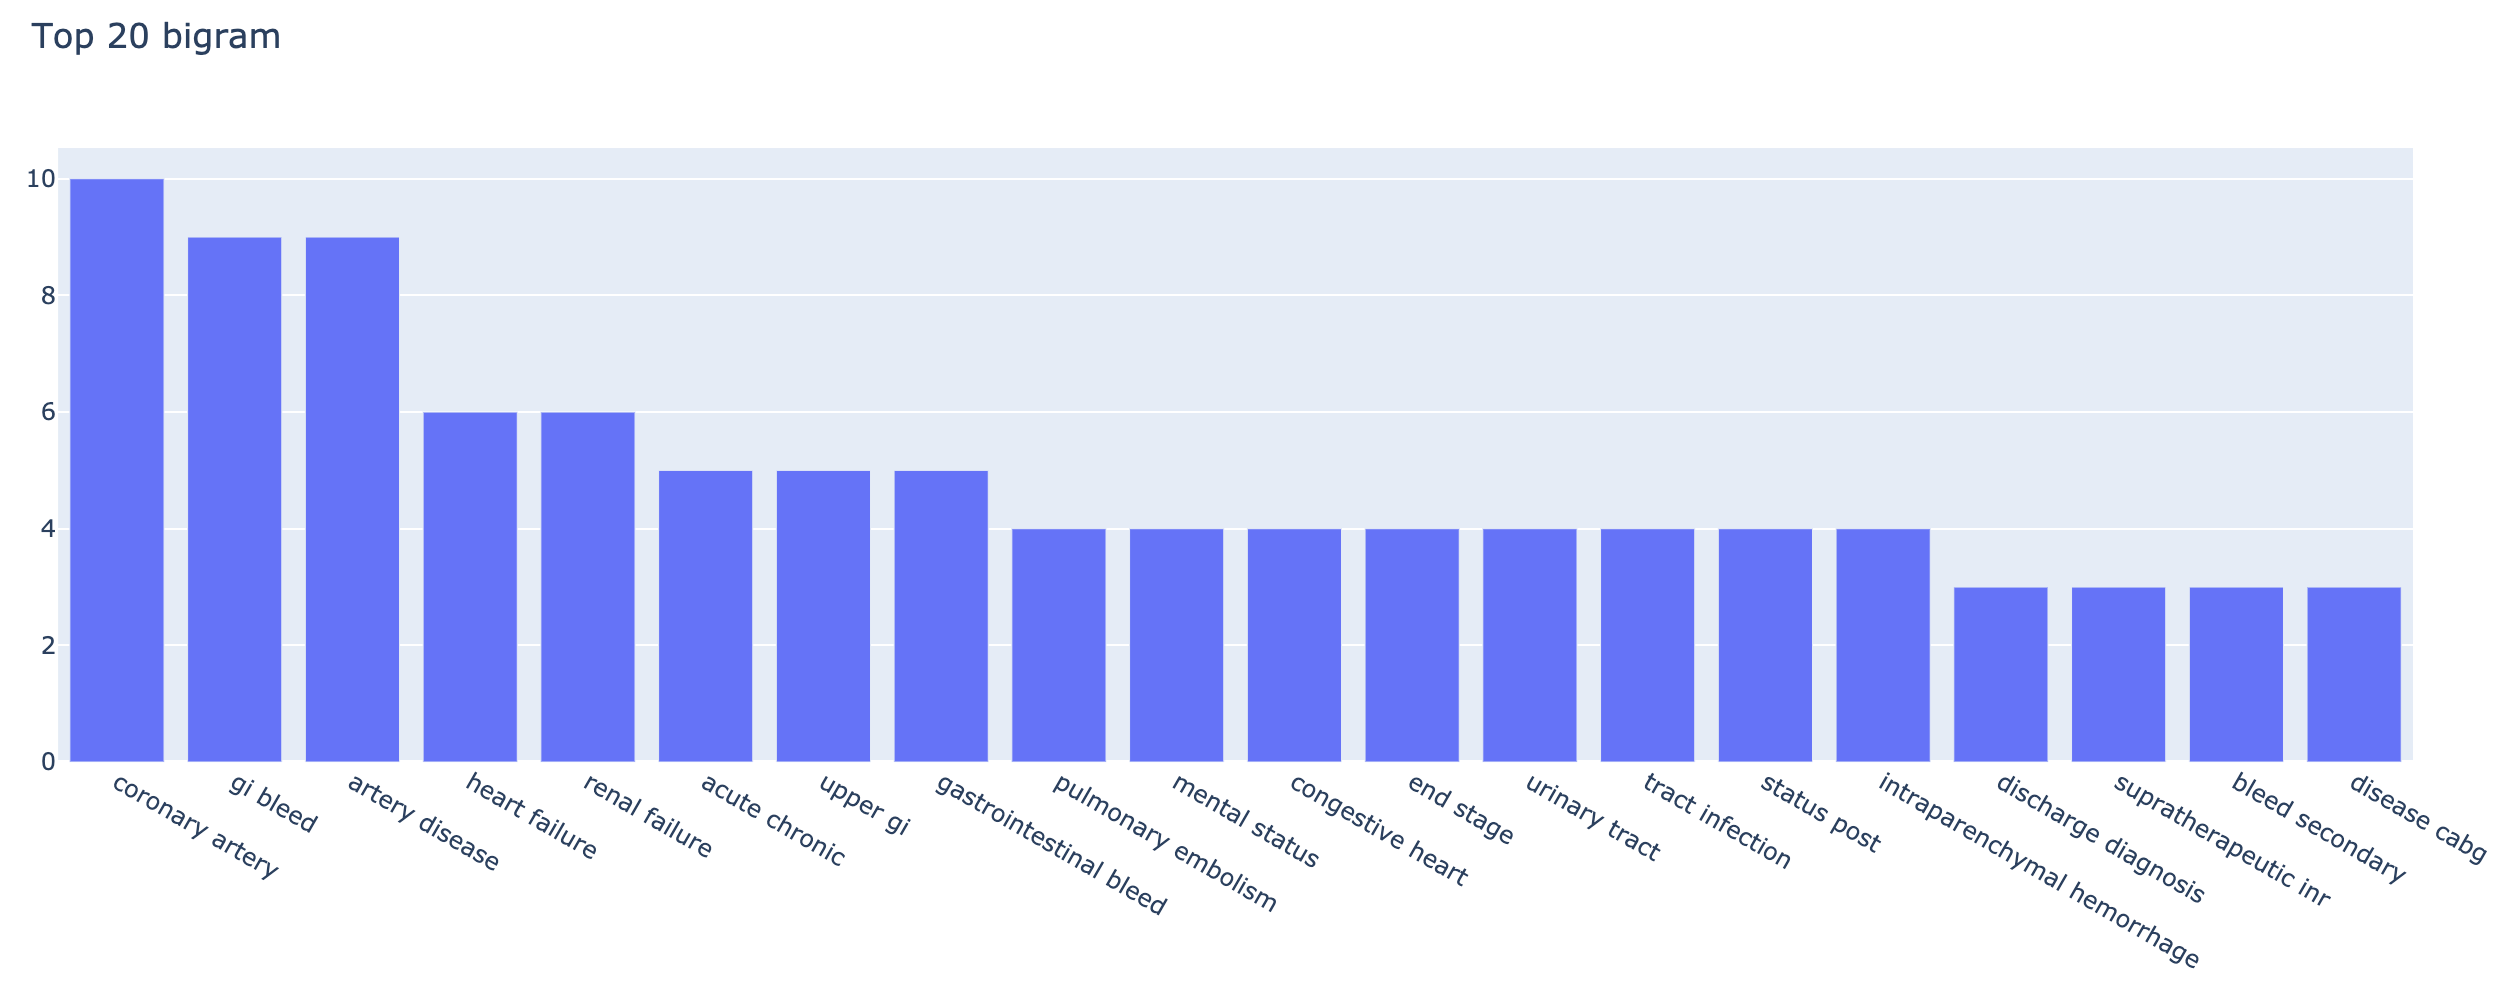 Top 20 bigram
10
8
6
4
2
0
coronary artery
gi bleed
artery disease
heart failure
renal failure
acute chronic
upper gi
gastrointestinal bleed
pulmonary embolism
mental status
congestive heart
end stage
urinary tract
tract infection
status post
intraparenchymal hemorrhage
discharge diagnosis
supratherapeutic inr
bleed secondary
disease cabg